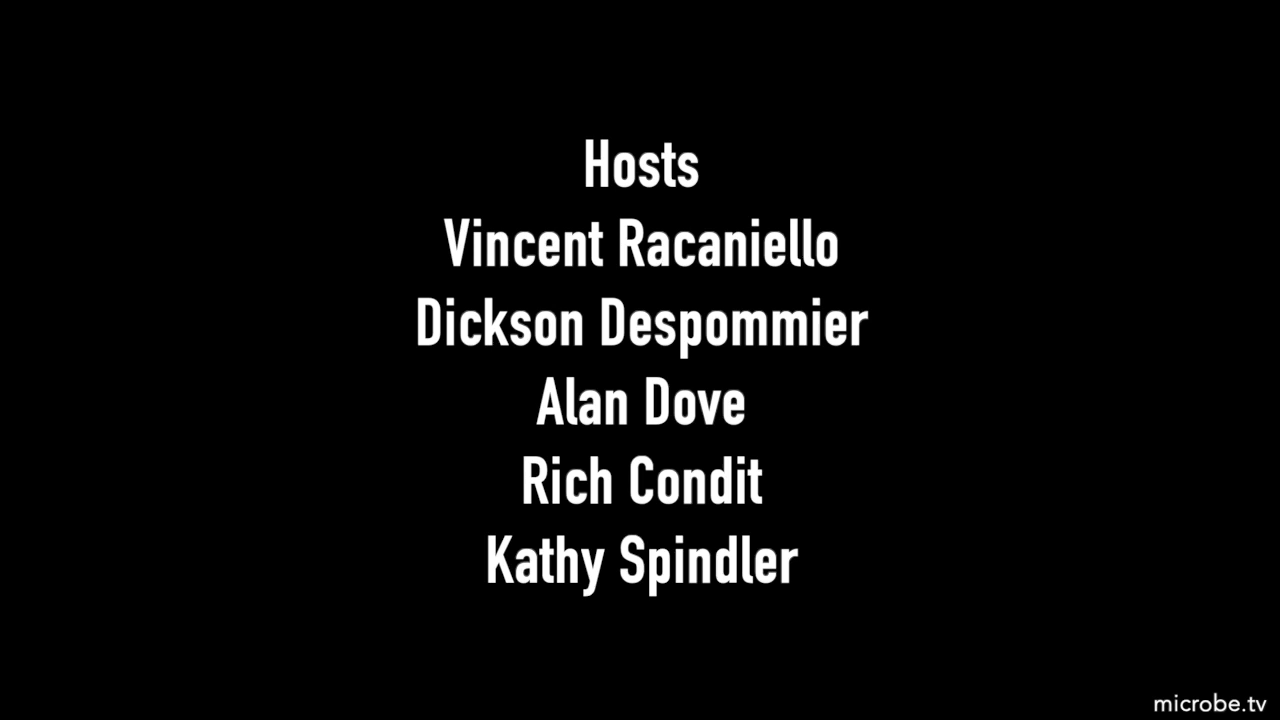 Hosts
Vincent Racaniello
Dickson Despommier
Alan Dove
Rich Condit
Kathy Spindler
microbe.tv